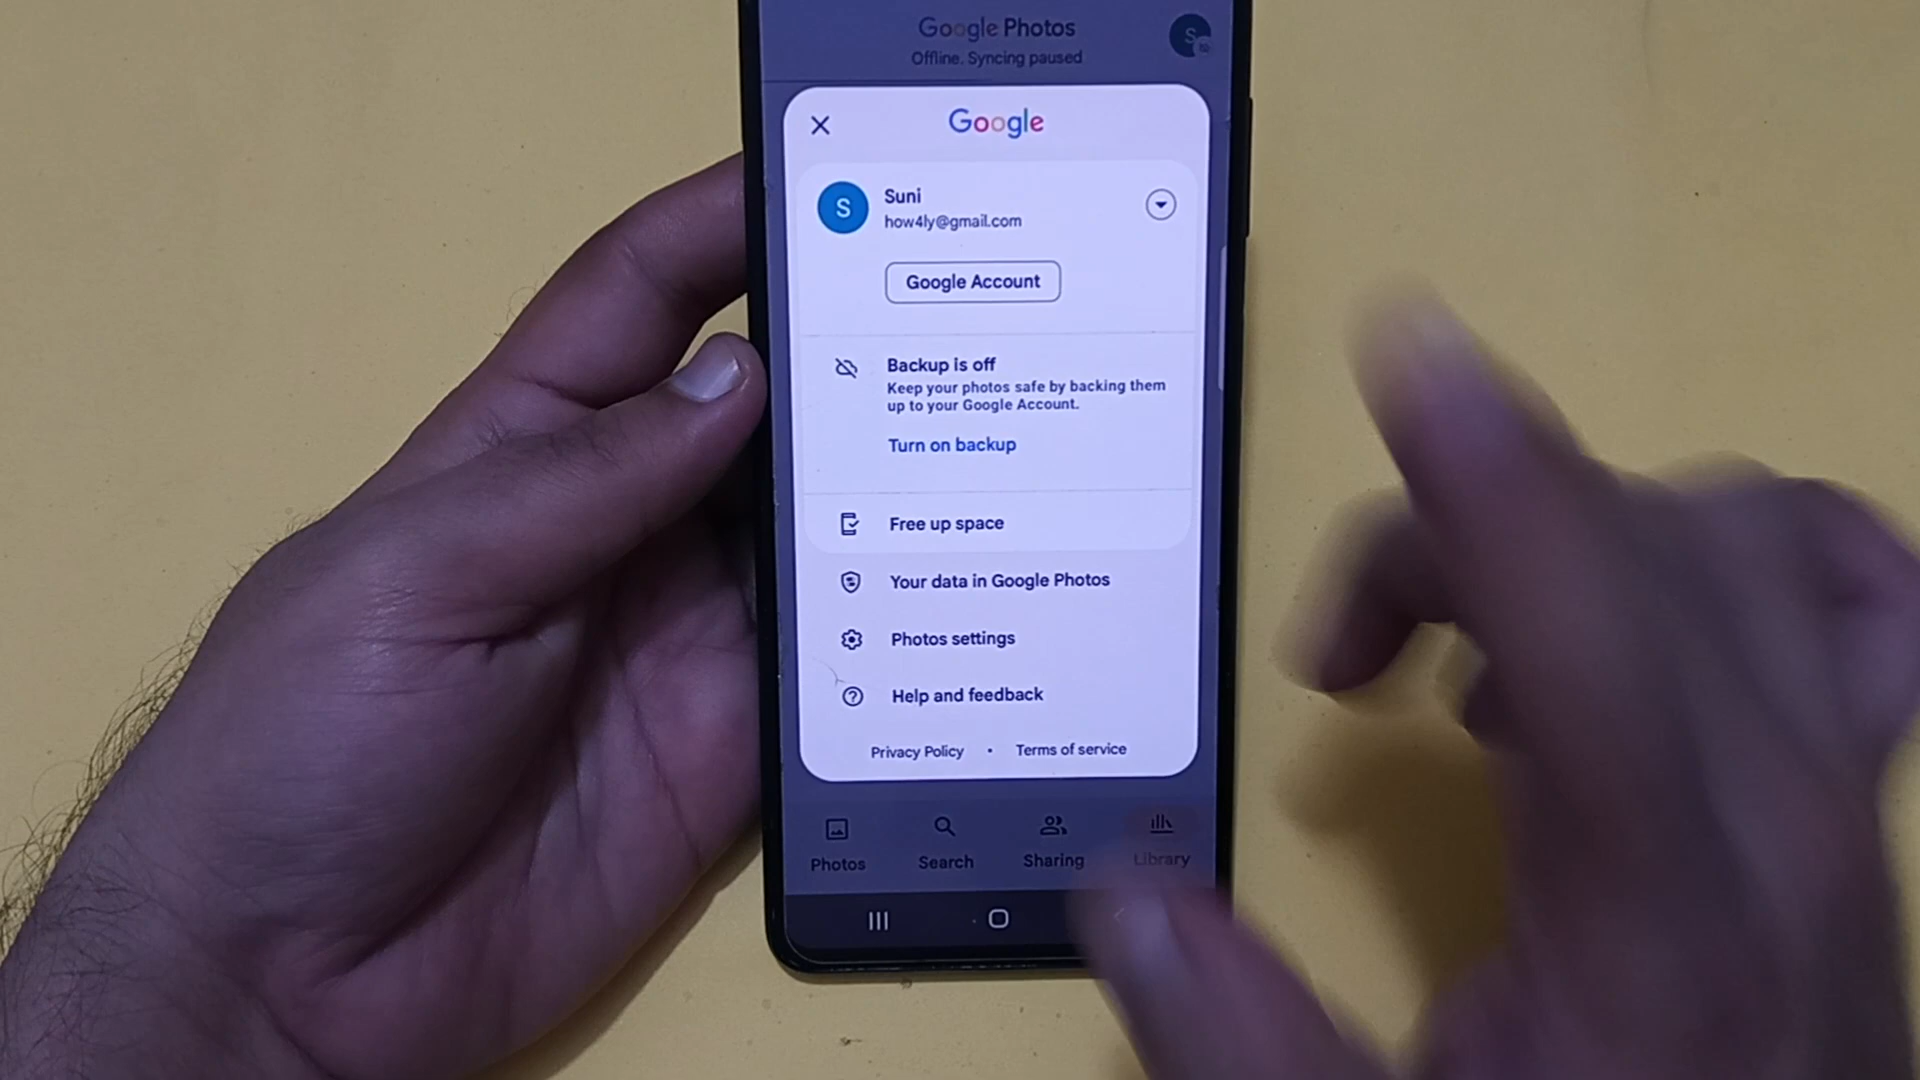 Google Photos
Offline. Syncing paused
S
Google
S
Suni
how4ly@gmail.com
Google Account
Backup is off
Keep your photos safe by backing them
up to your Google Account.
Turn on backup
Free up space
Your data in Google Photos
Photos settings
Help and feedback
Privacy Policy • Terms of service
Photos Search Sharing Library